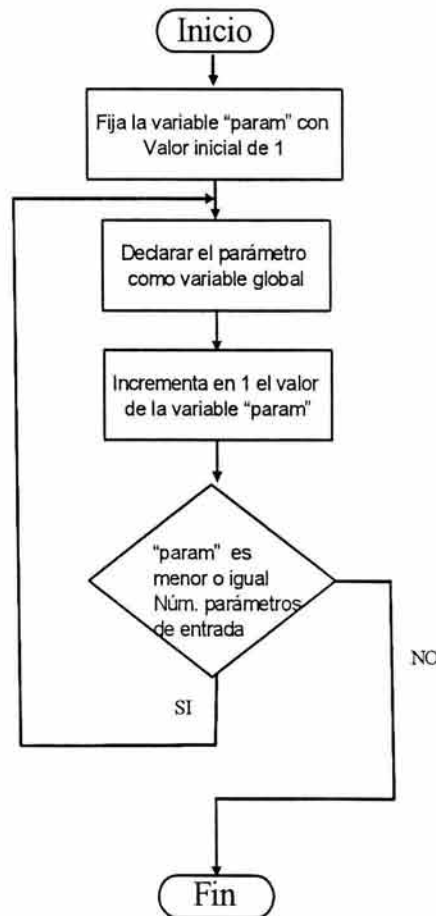 Inicio
Fija la variable “param” con
Valor inicial de 1
Declarar el parámetro
como variable global
Incrementa en 1 el valor
de la variable “param”
“param” es
menor o igual
Núm. parámetros
de entrada
NO
SI
Fin